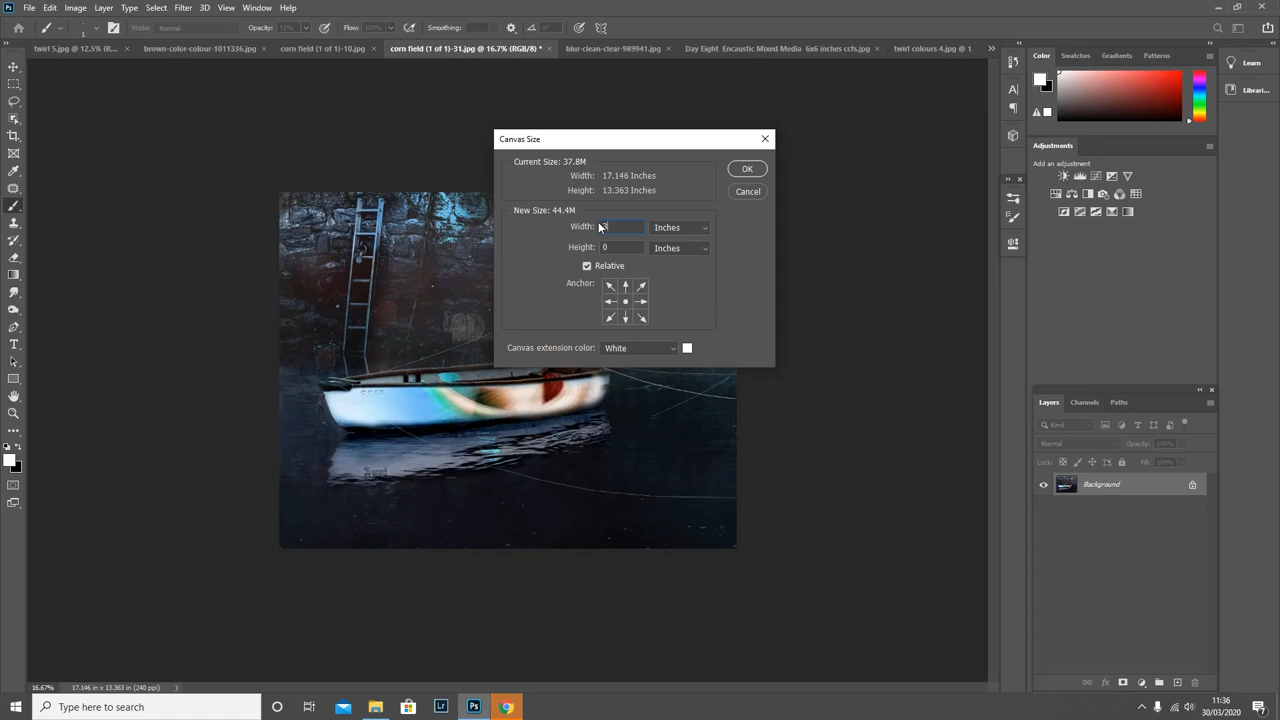 Ps File Edit Image Layer Type Select Filter 3D View Window Help
Mode: Normal Opacity: Flow: 100% Smoothing:
twirl 5.jpg @ 12.5% (R... × brown-color-colour-1011336.jpg × corn field (1 of 1)-10.jpg × corn field (1 of 1)-31.jpg @ 16.7% (RGB/8) * × blur-clean-clear-989941.jpg × Day Eight Encaustic Mixed Media 6x6 inches ccfs.jpg × twirl colours 4.jpg @ 1. »
Color Swatches Gradients Patterns
Learn
Librari...
Canvas Size
Current Size: 37.8M
Width: 17.146 Inches
Height: 13.363 Inches
OK
Cancel
New Size: 44.4M
Width: 3 Inches
Height: 0 Inches
Relative
Anchor:
Canvas extension color: White
Adjustments
Add an adjustment
Layers Channels Paths
Kind
Normal Opacity: 100%
Lock: Fill: 100%
Background
16.67% 17.146 in x 13.363 in (240 ppi)
Type here to search
Lr
Ps
11:36
30/03/2020